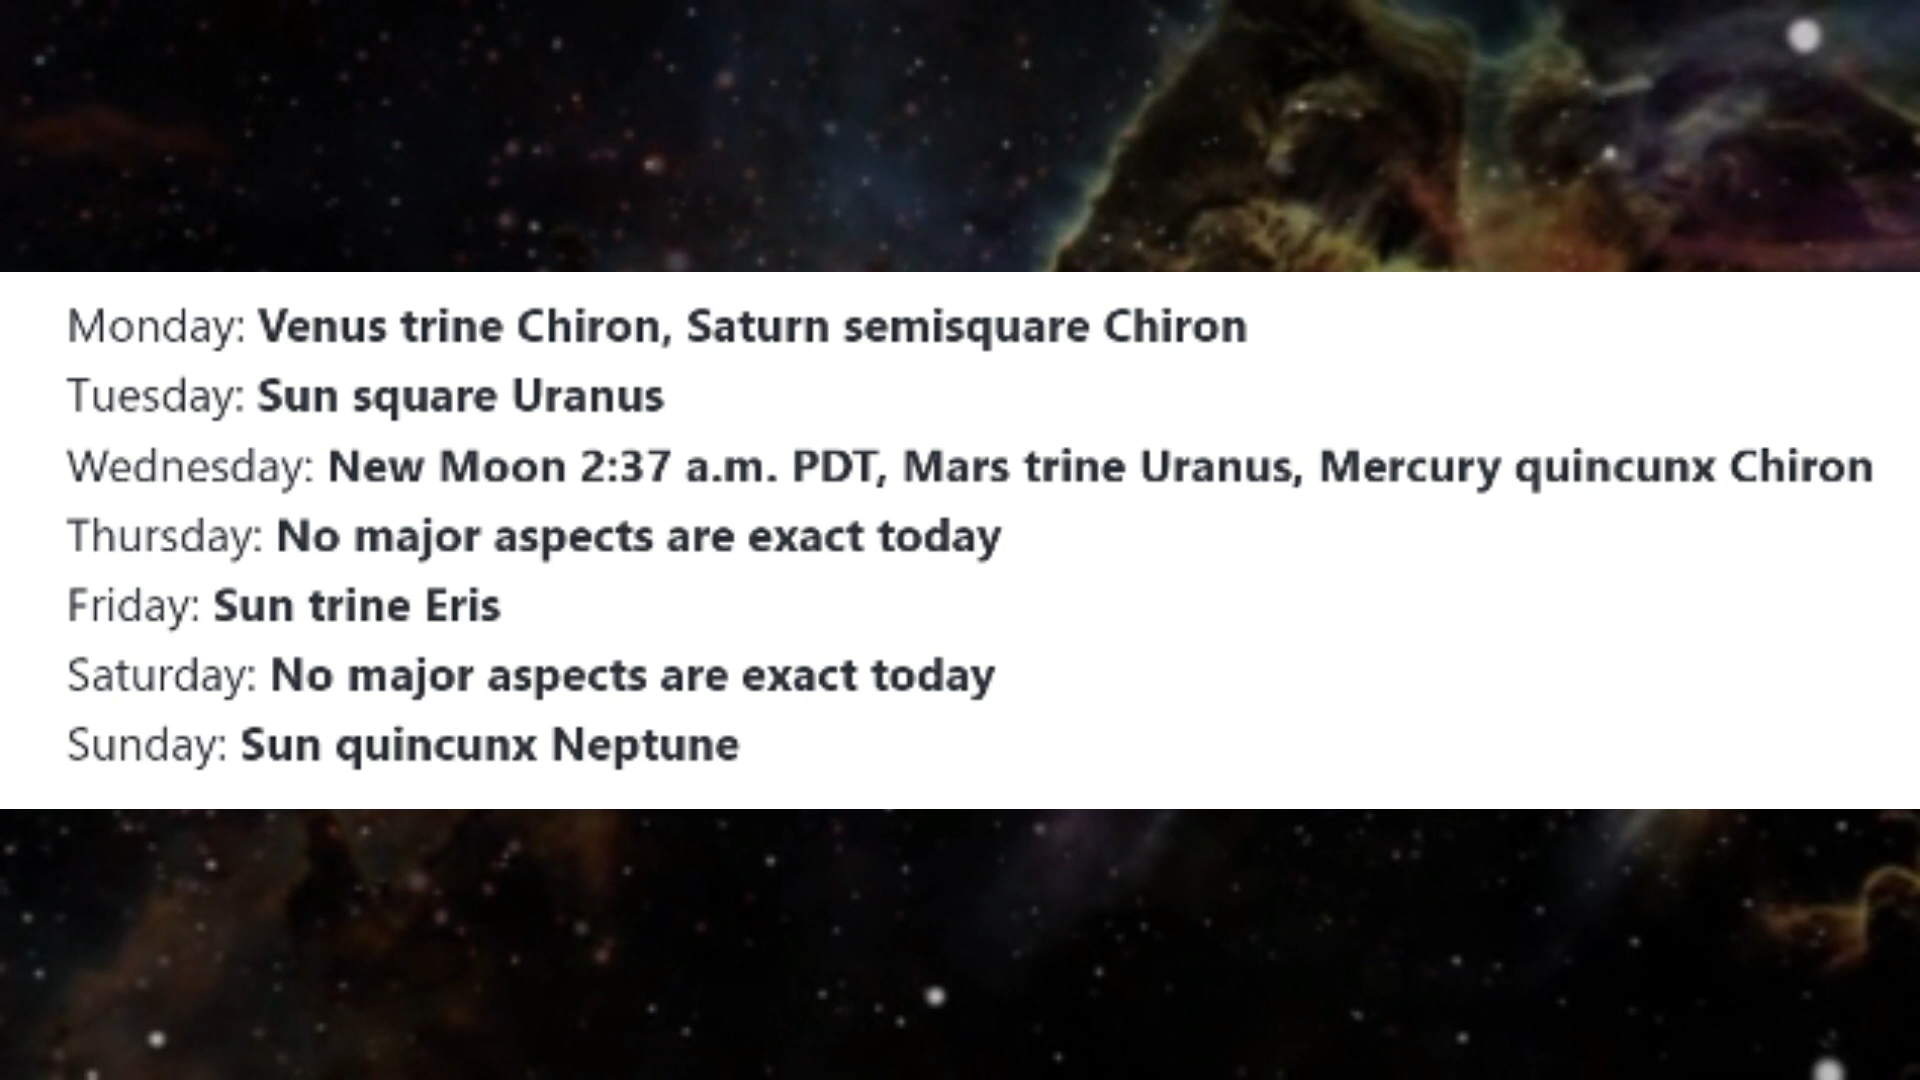 Monday: Venus trine Chiron, Saturn semisquare Chiron
Tuesday: Sun square Uranus
Wednesday: New Moon 2:37 a.m. PDT, Mars trine Uranus, Mercury quincunx Chiron
Thursday: No major aspects are exact today
Friday: Sun trine Eris
Saturday: No major aspects are exact today
Sunday: Sun quincunx Neptune